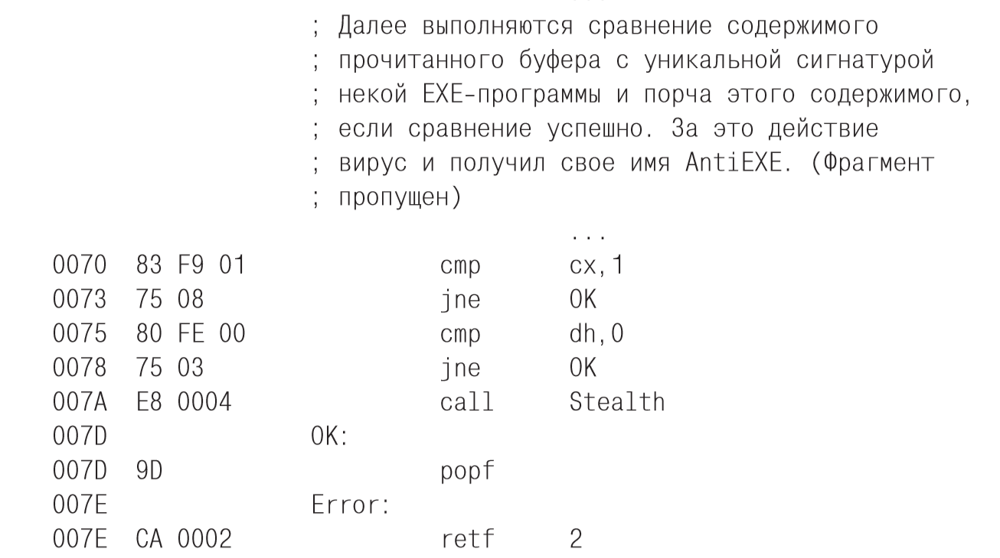 ; Далее выполняются сравнение содержимого
; прочитанного буфера с уникальной сигнатурой
; некой EXE-программы и порча этого содержимого,
; если сравнение успешно. За это действие
; вирус и получил свое имя AntiEXE. (Фрагмент
; пропущен)
...
0070 83 F9 01 cmp cx,1
0073 75 08 jne OK
0075 80 FE 00 cmp dh,0
0078 75 03 jne OK
007A E8 0004 call Stealth
007D OK:
007D 9D popf
007E Error:
007E CA 0002 retf 2